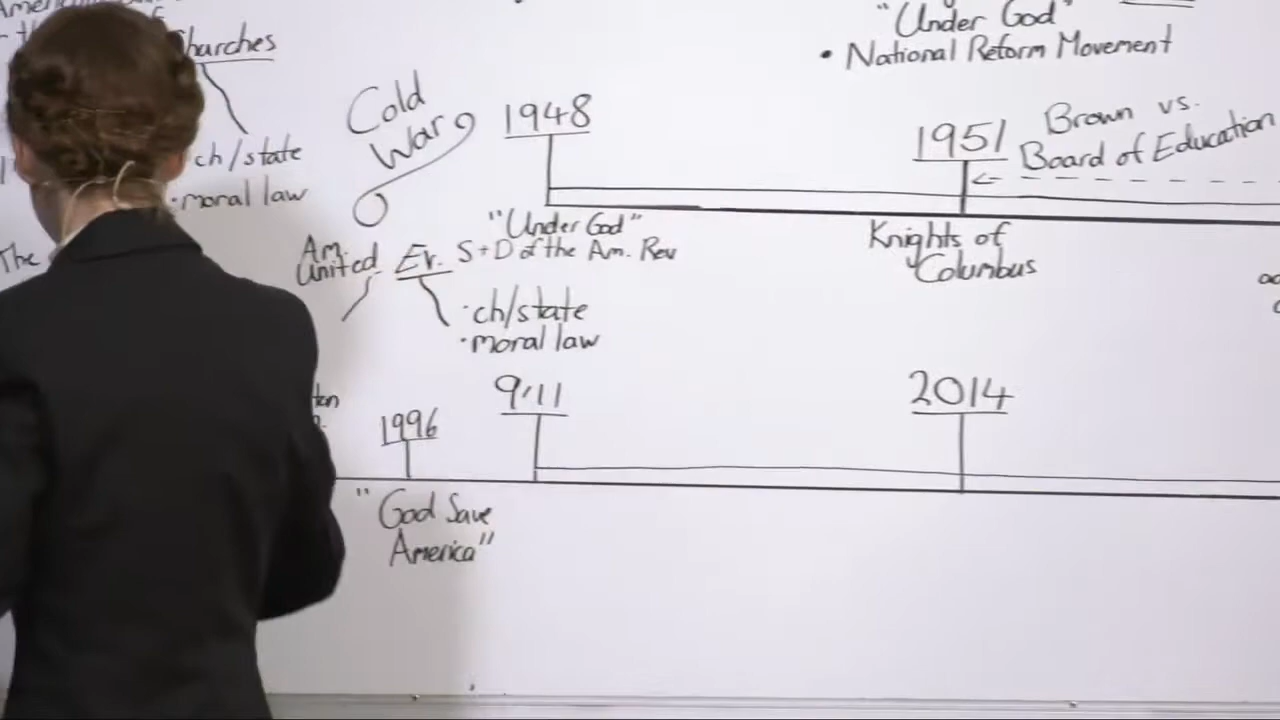 Churches
ch/state
·moral law
The
Cold
War
1948
"Under God"
S+D of the Am. Rev
Am.
United
Ev.
·ch/state
·moral law
"Under God"
• National Reform Movement
1951
Brown vs.
Board of Education
Knights of
Columbus
1996
"God Save
America"
9/11
2014